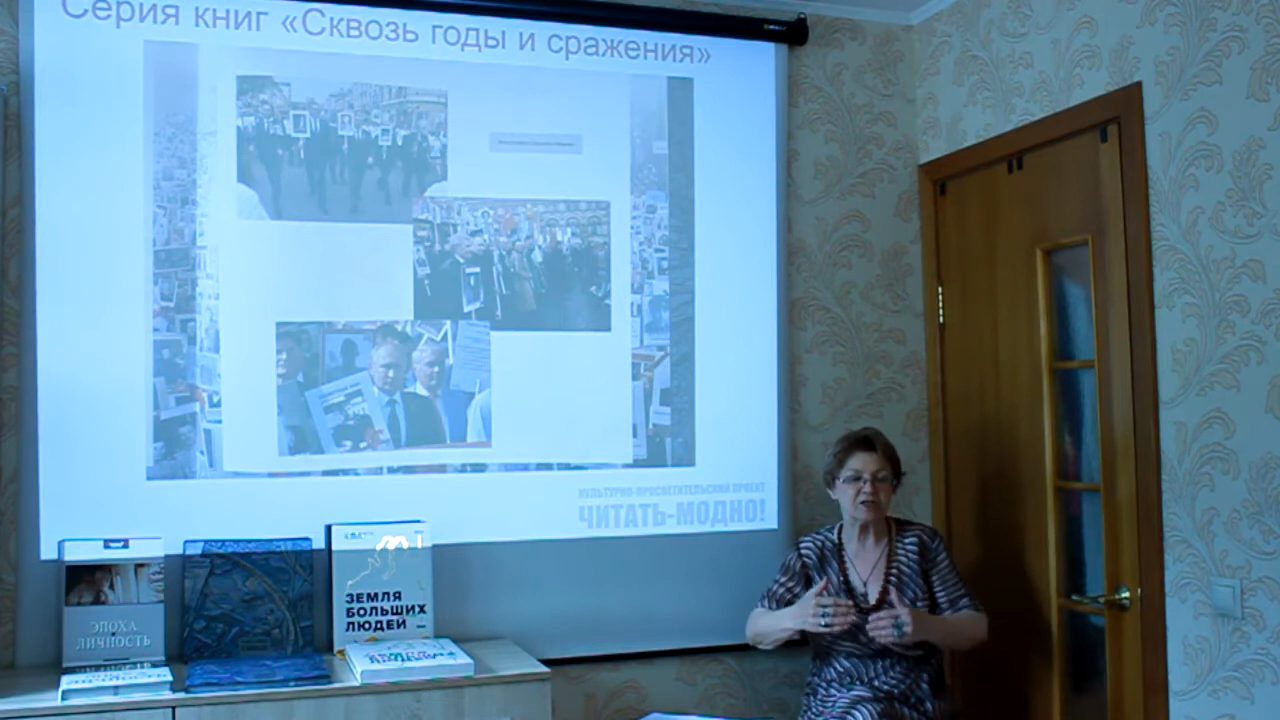 Серия книг «Сквозь годы и сражения»
КУЛЬТУРНО-ПРОСВЕТИТЕЛЬСКИЙ ПРОЕКТ
ЧИТАТЬ-МОДНО!
ЭПОХА
ЛИЧНОСТЬ
ЗЕМЛЯ
БОЛЬШИХ
ЛЮДЕЙ